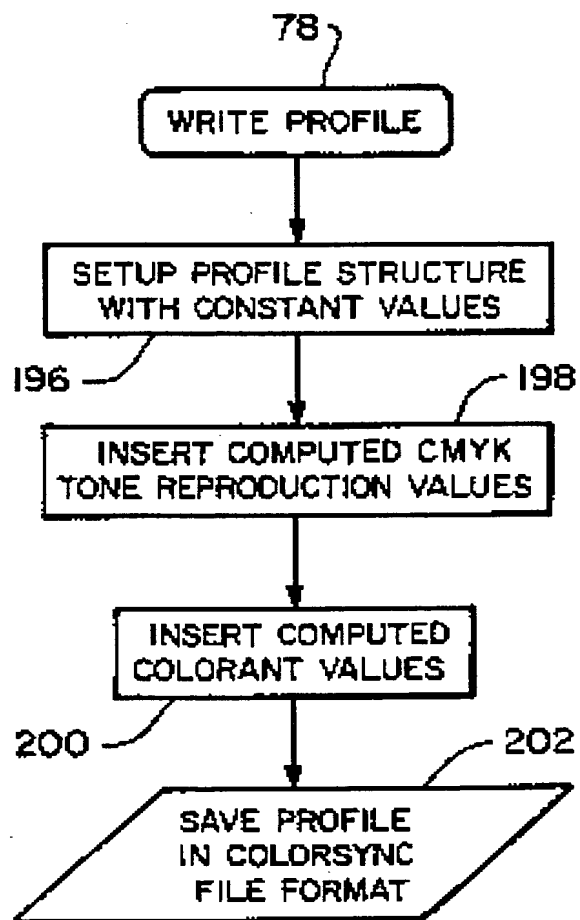 78
WRITE PROFILE
SETUP PROFILE STRUCTURE
WITH CONSTANT VALUES
196
198
INSERT COMPUTED CMYK
TONE REPRODUCTION VALUES
INSERT COMPUTED
COLORANT VALUES
200
202
SAVE PROFILE
IN COLORSYNC
FILE FORMAT